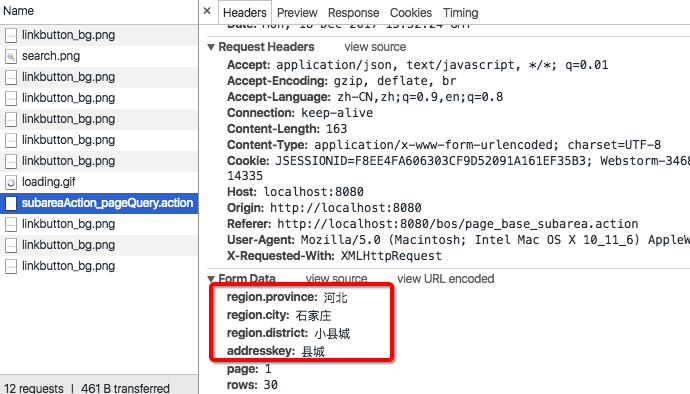 Name
Headers Preview Response Cookies Timing
linkbutton_bg.png
search.png
linkbutton_bg.png
linkbutton_bg.png
linkbutton_bg.png
linkbutton_bg.png
linkbutton_bg.png
loading.gif
subareaAction_pageQuery.action
linkbutton_bg.png
linkbutton_bg.png
linkbutton_bg.png
12 requests | 461 B transferred
Date: Mon, 18 Dec 2017 13:52:24 GMT
Request Headers view source
Accept: application/json, text/javascript, */*; q=0.01
Accept-Encoding: gzip, deflate, br
Accept-Language: zh-CN,zh;q=0.9,en;q=0.8
Connection: keep-alive
Content-Length: 163
Content-Type: application/x-www-form-urlencoded; charset=UTF-8
Cookie: JSESSIONID=F8EE4FA606303CF9D52091A161EF35B3; Webstorm-3468
14335
Host: localhost:8080
Origin: http://localhost:8080
Referer: http://localhost:8080/bos/page_base_subarea.action
User-Agent: Mozilla/5.0 (Macintosh; Intel Mac OS X 10_11_6) AppleW
X-Requested-With: XMLHttpRequest
Form Data view source view URL encoded
region.province: 河北
region.city: 石家庄
region.district: 小县城
addresskey: 县城
page: 1
rows: 30